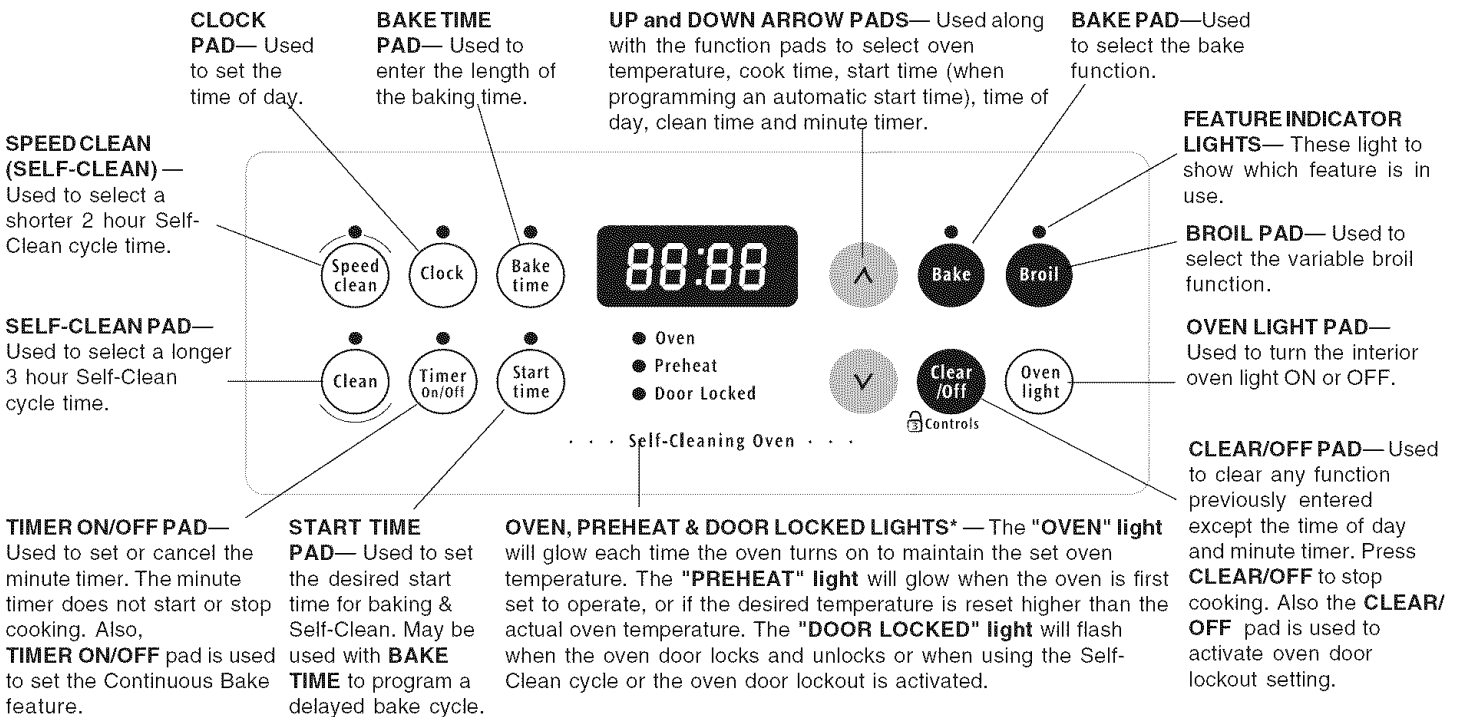 CLOCK
PAD— Used
to set the
time of day.
BAKE TIME
PAD— Used to
enter the length of
the baking time.
UP and DOWN ARROW PADS— Used along
with the function pads to select oven
temperature, cook time, start time (when
programming an automatic start time), time of
day, clean time and minute timer.
BAKE PAD—Used
to select the bake
function.
FEATURE INDICATOR
LIGHTS— These light to
show which feature is in
use.
SPEED CLEAN
(SELF-CLEAN) —
Used to select a
shorter 2 hour Self-
Clean cycle time.
BROIL PAD— Used to
select the variable broil
function.
SELF-CLEAN PAD—
Used to select a longer
3 hour Self-Clean
cycle time.
OVEN LIGHT PAD—
Used to turn the interior
oven light ON or OFF.
Speed
clean
Clock
Bake
time
88:88
^
Bake
Broil
Clean
Timer
On/Off
Start
time
Oven
Preheat
Door Locked
v
Clear
/Off
Oven
light
3 Controls
· · · Self-Cleaning Oven · · ·
CLEAR/OFF PAD— Used
to clear any function
previously entered
except the time of day
and minute timer. Press
CLEAR/OFF to stop
cooking. Also the CLEAR/
OFF pad is used to
activate oven door
lockout setting.
TIMER ON/OFF PAD—
Used to set or cancel the
minute timer. The minute
timer does not start or stop
cooking. Also,
TIMER ON/OFF pad is used
to set the Continuous Bake
feature.
START TIME
PAD— Used to set
the desired start
time for baking &
Self-Clean. May be
used with BAKE
TIME to program a
delayed bake cycle.
OVEN, PREHEAT & DOOR LOCKED LIGHTS* — The "OVEN" light
will glow each time the oven turns on to maintain the set oven
temperature. The "PREHEAT" light will glow when the oven is first
set to operate, or if the desired temperature is reset higher than the
actual oven temperature. The "DOOR LOCKED" light will flash
when the oven door locks and unlocks or when using the Self-
Clean cycle or the oven door lockout is activated.